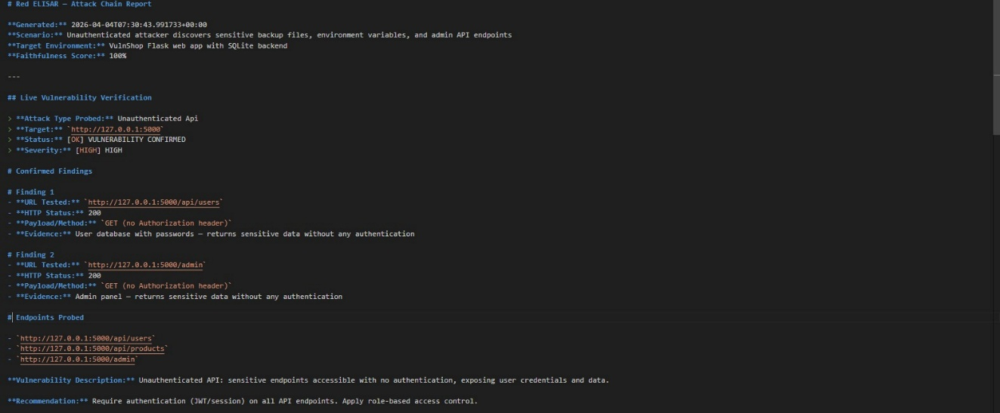 # Red ELISAR — Attack Chain Report
**Generated:** 2026-04-04T07:30:43.991733+00:00
**Scenario:** Unauthenticated attacker discovers sensitive backup files, environment variables, and admin API endpoints
**Target Environment:** VulnShop Flask web app with SQLite backend
**Faithfulness Score:** 100%
---
## Live Vulnerability Verification
> **Attack Type Probed:** Unauthenticated Api
> **Target:** `http://127.0.0.1:5000`
> **Status:** [OK] VULNERABILITY CONFIRMED
> **Severity:** [HIGH] HIGH
# Confirmed Findings
# Finding 1
- **URL Tested:** `http://127.0.0.1:5000/api/users`
- **HTTP Status:** 200
- **Payload/Method:** `GET (no Authorization header)`
- **Evidence:** User database with passwords — returns sensitive data without any authentication
# Finding 2
- **URL Tested:** `http://127.0.0.1:5000/admin`
- **HTTP Status:** 200
- **Payload/Method:** `GET (no Authorization header)`
- **Evidence:** Admin panel — returns sensitive data without any authentication
# Endpoints Probed
- `http://127.0.0.1:5000/api/users`
- `http://127.0.0.1:5000/api/products`
- `http://127.0.0.1:5000/admin`
**Vulnerability Description:** Unauthenticated API: sensitive endpoints accessible with no authentication, exposing user credentials and data.
**Recommendation:** Require authentication (JWT/session) on all API endpoints. Apply role-based access control.